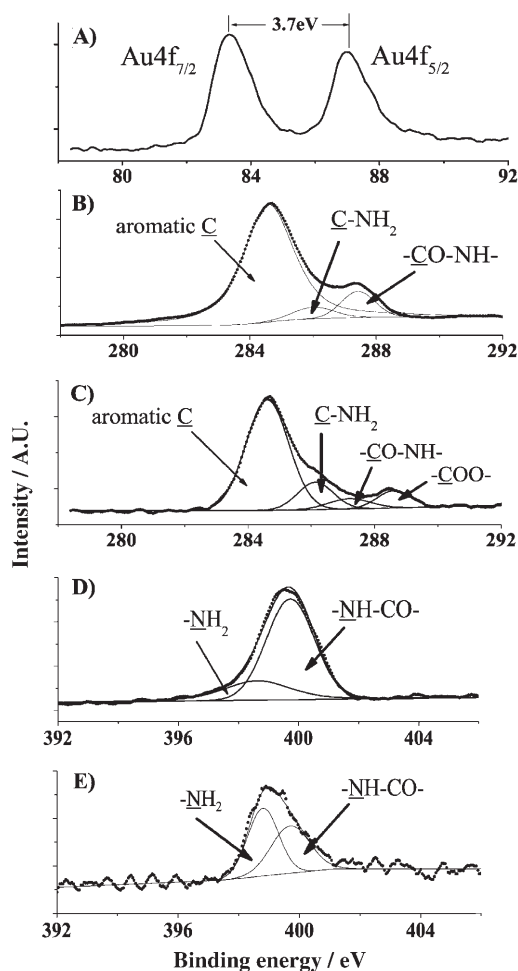 A)
3.7eV
Au4f7/2
Au4f5/2
80 84 88 92
B)
aromatic C
C-NH2
-CO-NH-
280 284 288 292
C)
aromatic C
C-NH2
-CO-NH-
-COO-
280 284 288 292
D)
-NH2
-NH-CO-
392 396 400 404
E)
-NH2
-NH-CO-
392 396 400 404
Binding energy / eV
Intensity / A.U.